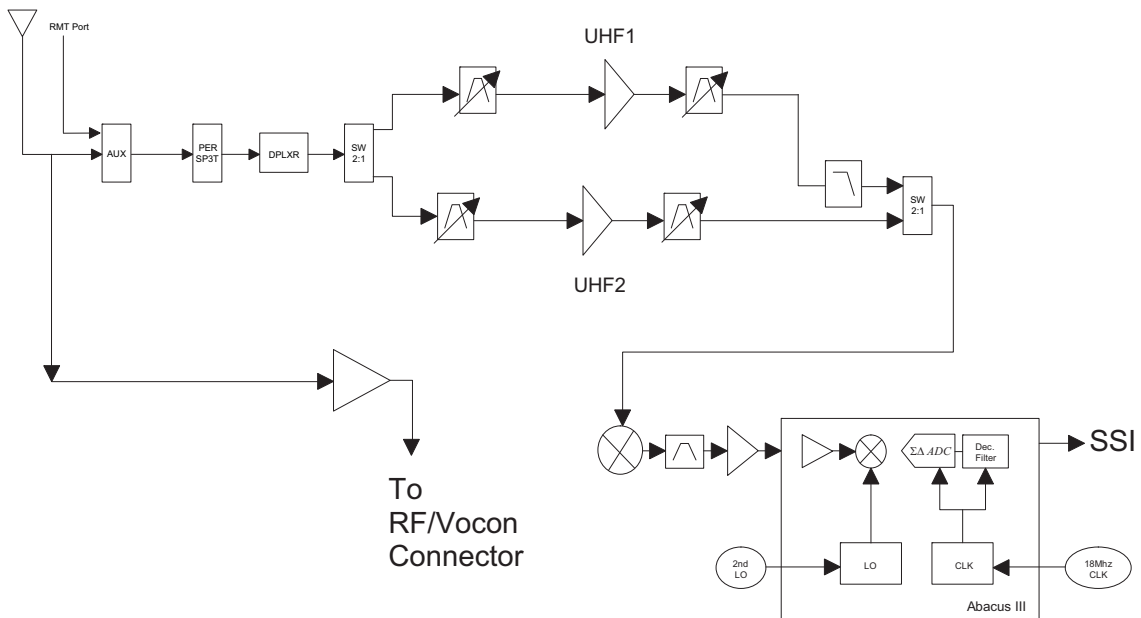 RMT Port
UHF1
AUX
PER
SP3T
DPLXR
SW
2:1
SW
2:1
UHF2
To
RF/Vocon
Connector
ΣΔ ADC
Dec.
Filter
SSI
2nd
LO
LO
CLK
18Mhz
CLK
Abacus III